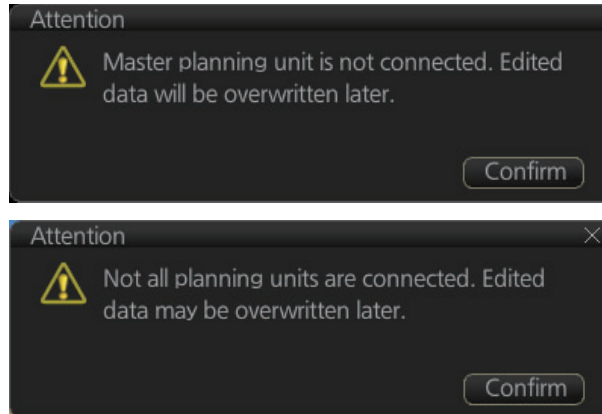 Attention
Master planning unit is not connected. Edited
data will be overwritten later.
Confirm
Attention
Not all planning units are connected. Edited
data may be overwritten later.
Confirm